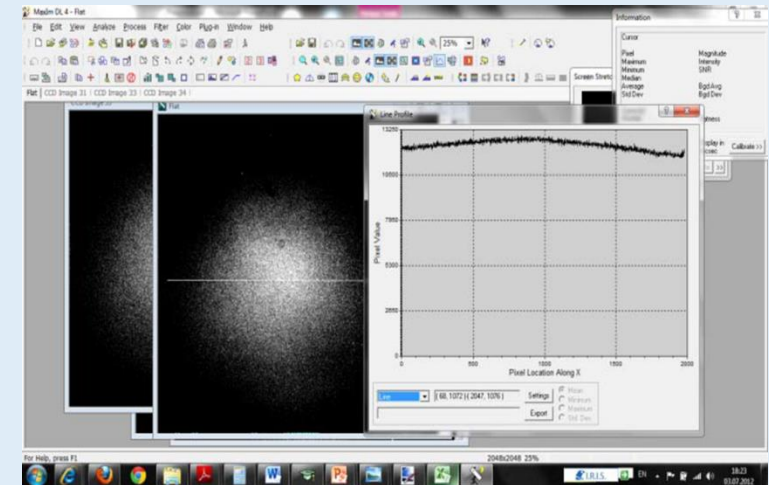 MaxIm DL 4 - Flat
File Edit View Analyze Process Filter Color Plug-in Window Help
25%
Flat CCD Image 31 CCD Image 33 CCD Image 34
Flat
Information
Cursor
Pixel Magnitude
Maximum Intensity
Minimum SNR
Median
Average Bgd Avg
Std Dev Bgd Dev
Calibrate >>
Screen Stretch
Line Profile
13250
10600
7950
5300
2650
0
Pixel Value
0 500 1000 1500 2000
Pixel Location Along X
Line
( 68, 1072 )( 2047, 1076 )
Settings
Export
Mean
Minimum
Maximum
Std Dev
For Help, press F1
2048x2048 25%
I.R.I.S.
EN
18:23
03.07.2012